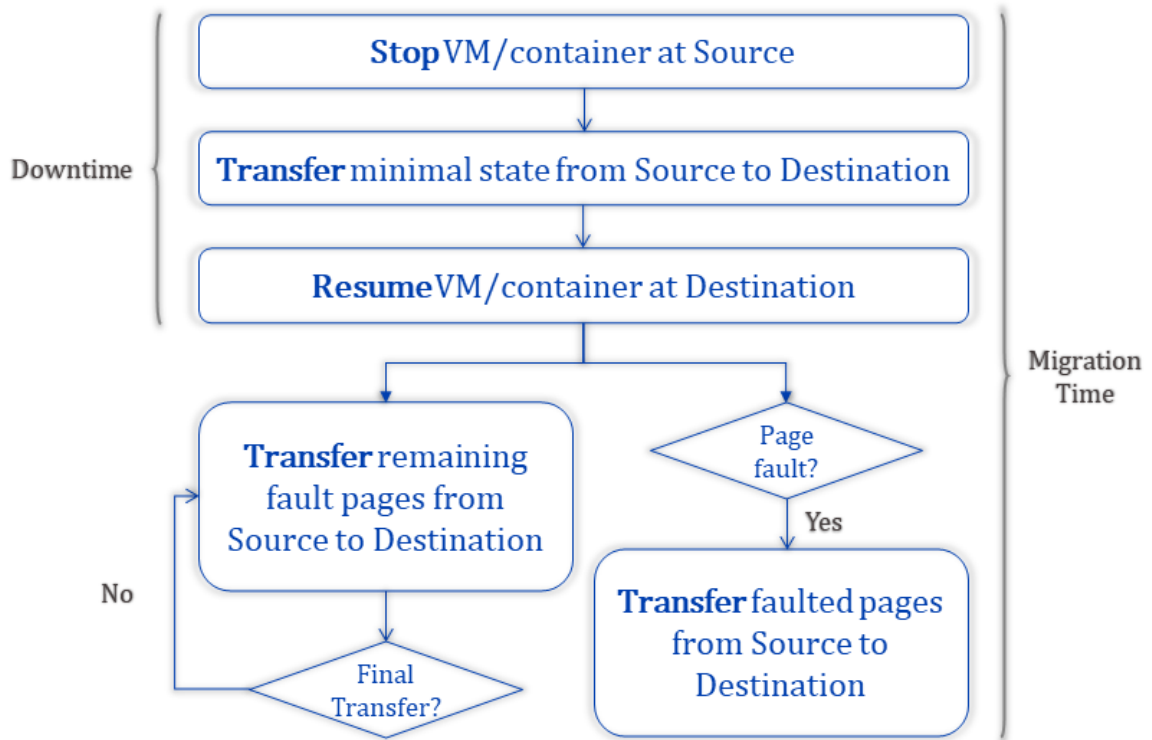 Stop VM/container at Source
Downtime
Transfer minimal state from Source to Destination
Resume VM/container at Destination
Migration
Time
Transfer remaining
fault pages from
Source to Destination
Page
fault?
Yes
No
Transfer faulted pages
from Source to
Destination
Final
Transfer?